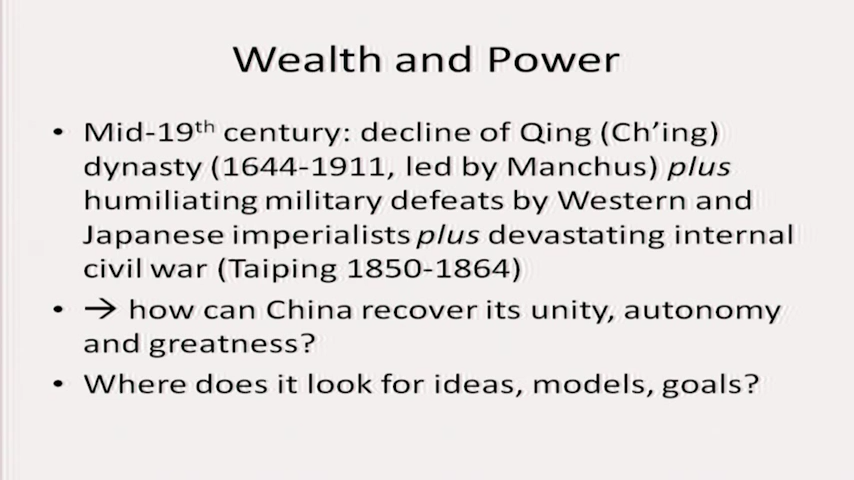 Wealth and Power
• Mid-19th century: decline of Qing (Ch’ing)
dynasty (1644-1911, led by Manchus) plus
humiliating military defeats by Western and
Japanese imperialists plus devastating internal
civil war (Taiping 1850-1864)
• → how can China recover its unity, autonomy
and greatness?
• Where does it look for ideas, models, goals?